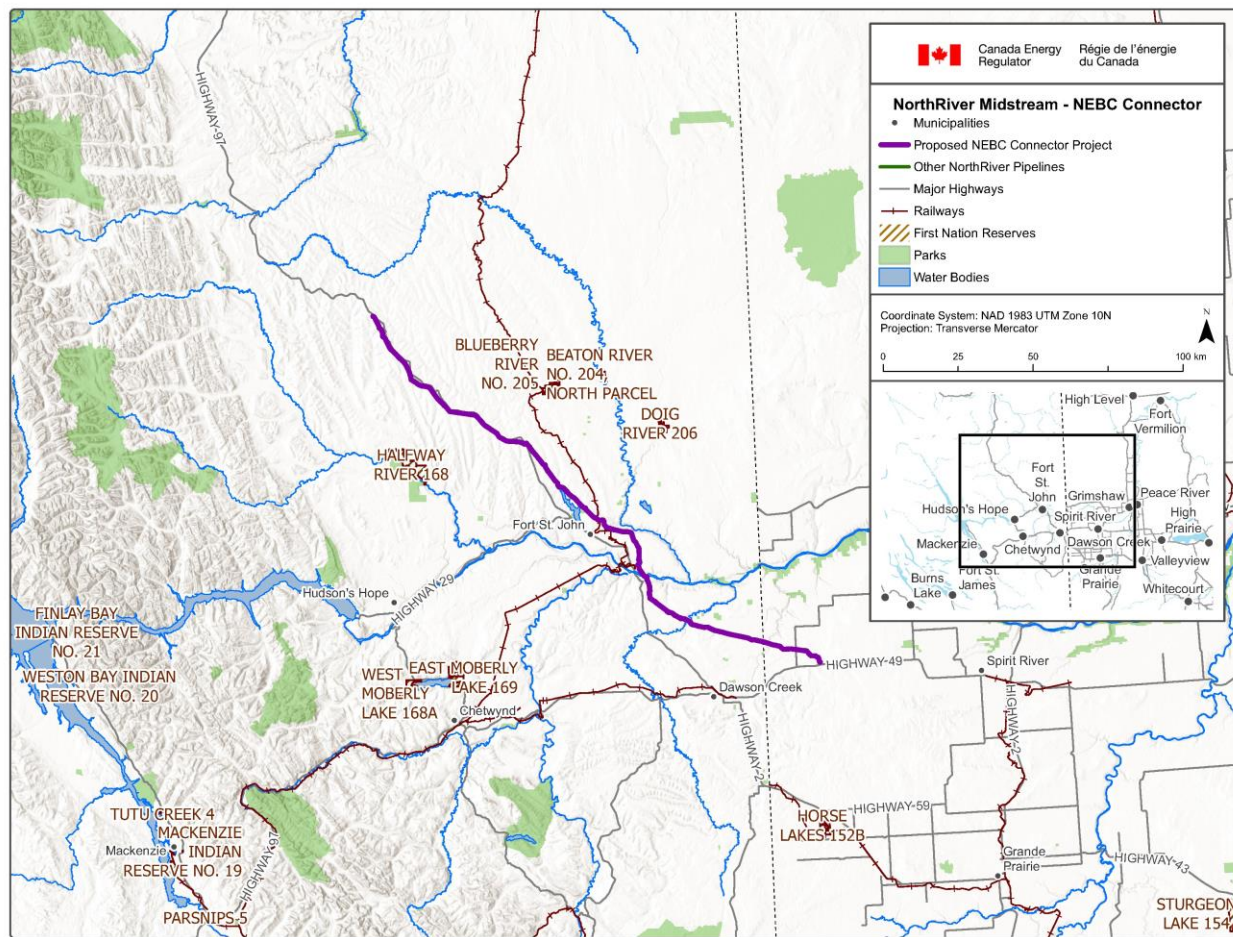 Canada Energy
Regulator
Régie de l'énergie
du Canada
NorthRiver Midstream - NEBC Connector
Municipalities
Proposed NEBC Connector Project
Other NorthRiver Pipelines
Major Highways
Railways
First Nation Reserves
Parks
Water Bodies
Coordinate System: NAD 1983 UTM Zone 10N
Projection: Transverse Mercator
N
0 25 50 100 km
High Level
Fort
Vermilion
Fort
St.
John
Grimshaw
Peace River
Hudson's Hope
Spirit River
High
Prairie
Mackenzie
Chetwynd
Dawson Creek
Fort St.
James
Grande
Prairie
Valleyview
Burns
Lake
Whitecourt
HIGHWAY-97
BLUEBERRY
RIVER
NO. 205
BEATON RIVER
NO. 204
NORTH PARCEL
DOIG
RIVER 206
HALFWAY
RIVER 168
Fort St. John
HIGHWAY-29
Hudson's Hope
FINLAY BAY
INDIAN RESERVE
NO. 21
WESTON BAY INDIAN
RESERVE NO. 20
WEST
MOBERLY
LAKE 168A
EAST MOBERLY
LAKE 169
Chetwynd
Dawson Creek
HIGHWAY-49
Spirit River
HIGHWAY-2
HIGHWAY-2
HIGHWAY-59
HORSE
LAKES 152B
TUTU CREEK 4
MACKENZIE
INDIAN
RESERVE NO. 19
Mackenzie
HIGHWAY-97
PARSNIPS 5
Grande
Prairie
HIGHWAY-43
STURGEON
LAKE 154